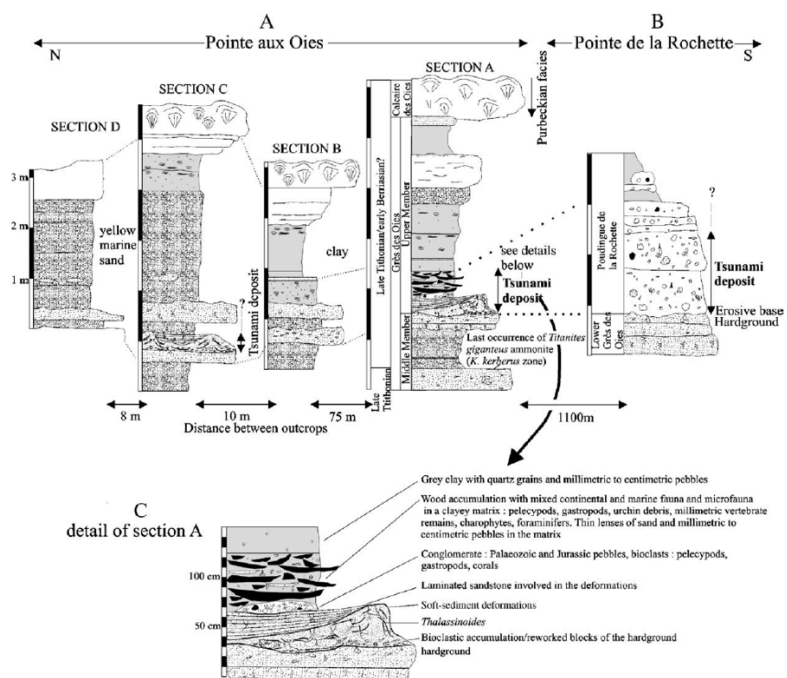 A
B
Pointe aux Oies
Pointe de la Rochette
N
S
SECTION D
SECTION C
SECTION B
SECTION A
3 m
2 m
1 m
yellow
marine
sand
?
Tsunami deposit
clay
Late Tithonian/early Berriasian?
Late
Ttithonian
Calcaire
des Oies
Grès des Oies
Upper Member
Middle Member
Purbeckian facies
see details
below
Tsunami
deposit
Last occurrence of Titanites
giganteus ammonite
(K. kerberus zone)
Poudingue de
la Rochette
Lower
Grès des
Oies
?
Tsunami
deposit
Erosive base
Hardground
8 m
10 m
75 m
1100m
Distance between outcrops
C
detail of section A
100 cm
50 cm
Grey clay with quartz grains and millimetric to centimetric pebbles
Wood accumulation with mixed continental and marine fauna and microfauna
in a clayey matrix : pelecypods, gastropods, urchin debris, millimetric vertebrate
remains, charophytes, foraminifers. Thin lenses of sand and millimetric to
centimetric pebbles in the matrix
Conglomerate : Palaeozoic and Jurassic pebbles, bioclasts : pelecypods,
gastropods, corals
Laminated sandstone involved in the deformations
Soft-sediment deformations
Thalassinoides
Bioclastic accumulation/reworked blocks of the hardground
hardground